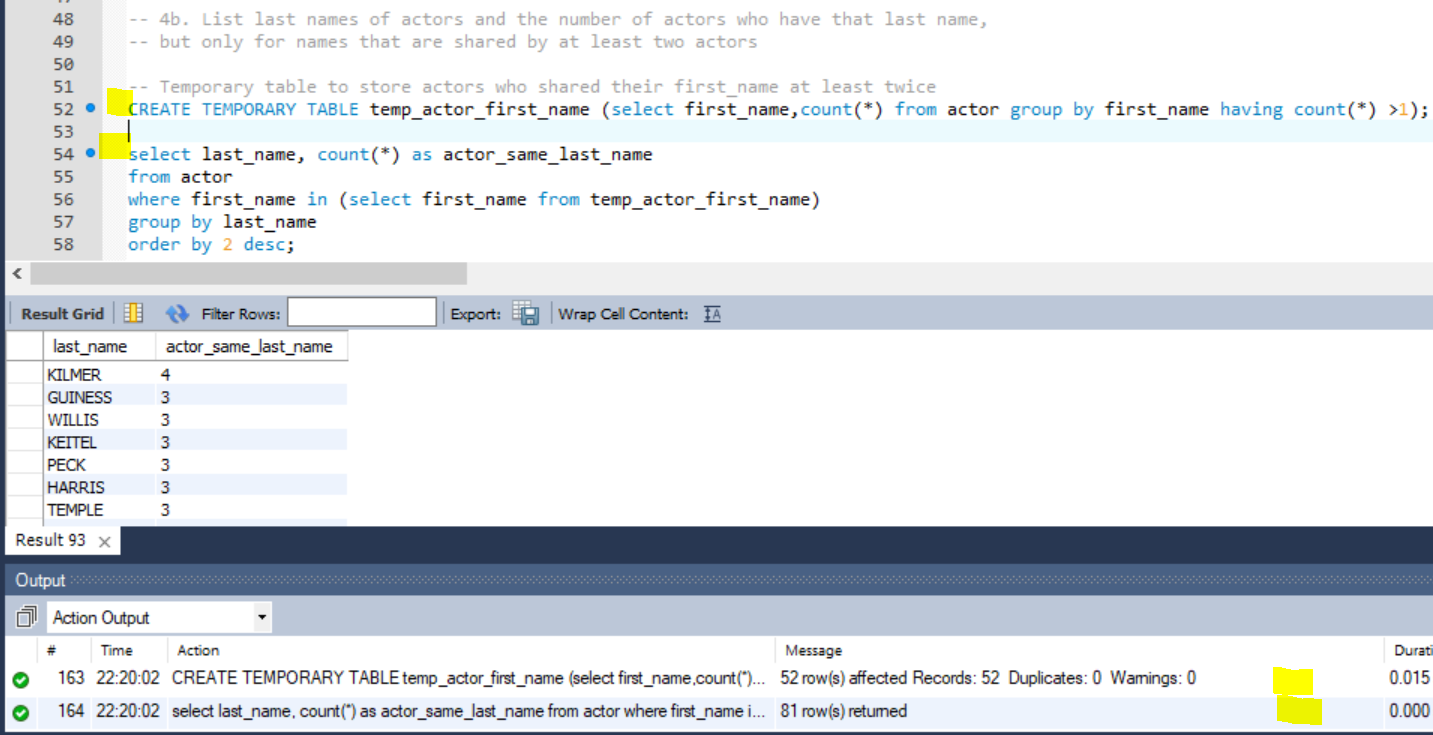 48 -- 4b. List last names of actors and the number of actors who have that last name,
49 -- but only for names that are shared by at least two actors
50
51 -- Temporary table to store actors who shared their first_name at least twice
52 CREATE TEMPORARY TABLE temp_actor_first_name (select first_name,count(*) from actor group by first_name having count(*) >1);
53
54 select last_name, count(*) as actor_same_last_name
55 from actor
56 where first_name in (select first_name from temp_actor_first_name)
57 group by last_name
58 order by 2 desc;
Result Grid Filter Rows: Export: Wrap Cell Content: IA
last_name actor_same_last_name
KILMER 4
GUINESS 3
WILLIS 3
KEITEL 3
PECK 3
HARRIS 3
TEMPLE 3
Result 93 ×
Output
Action Output
# Time Action Message Durati
163 22:20:02 CREATE TEMPORARY TABLE temp_actor_first_name (select first_name,count(*)... 52 row(s) affected Records: 52 Duplicates: 0 Warnings: 0 0.015
164 22:20:02 select last_name, count(*) as actor_same_last_name from actor where first_name i... 81 row(s) returned 0.000